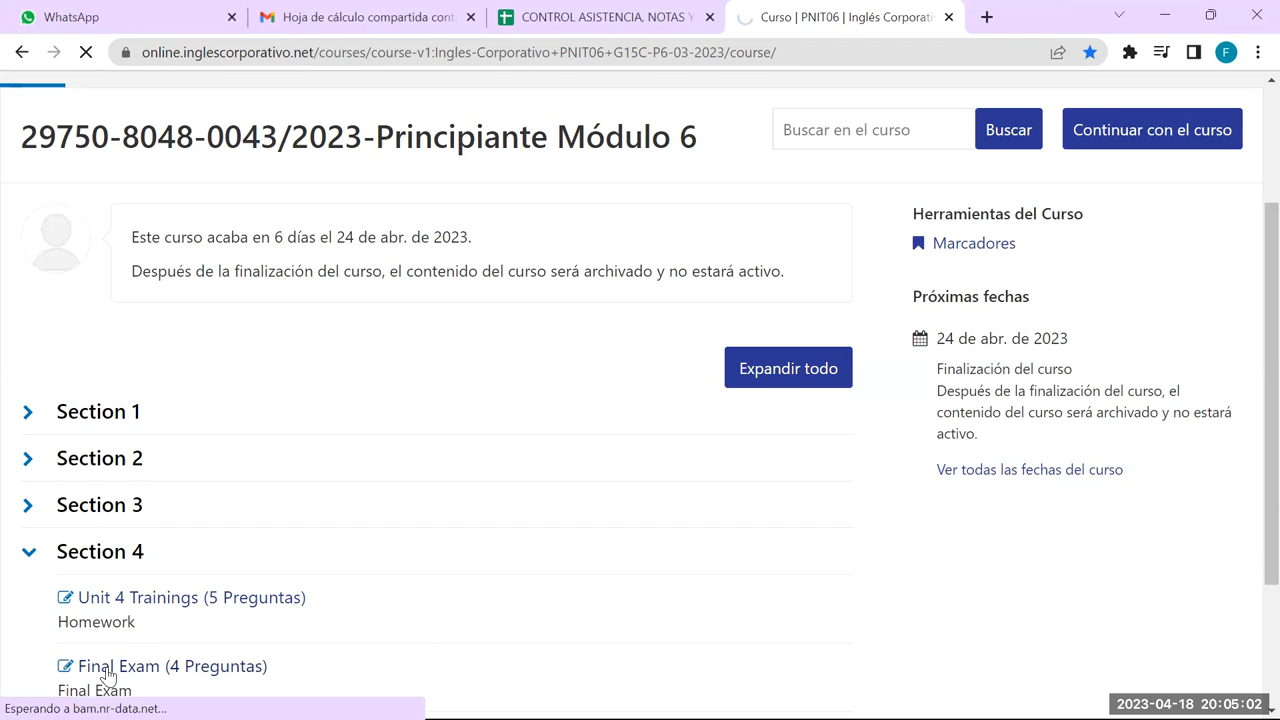 WhatsApp
Hoja de cálculo compartida cont
CONTROL ASISTENCIA, NOTAS Y
Curso | PNIT06 | Inglés Corporati
online.inglescorporativo.net/courses/course-v1:Ingles-Corporativo+PNIT06+G15C-P6-03-2023/course/
F
29750-8048-0043/2023-Principiante Módulo 6
Buscar en el curso
Buscar
Continuar con el curso
Este curso acaba en 6 días el 24 de abr. de 2023.
Después de la finalización del curso, el contenido del curso será archivado y no estará activo.
Herramientas del Curso
Marcadores
Próximas fechas
24 de abr. de 2023
Finalización del curso
Después de la finalización del curso, el
contenido del curso será archivado y no estará
activo.
Ver todas las fechas del curso
Expandir todo
Section 1
Section 2
Section 3
Section 4
Unit 4 Trainings (5 Preguntas)
Homework
Final Exam (4 Preguntas)
Final Exam
Esperando a bam.nr-data.net...
2023-04-18 20:05:02